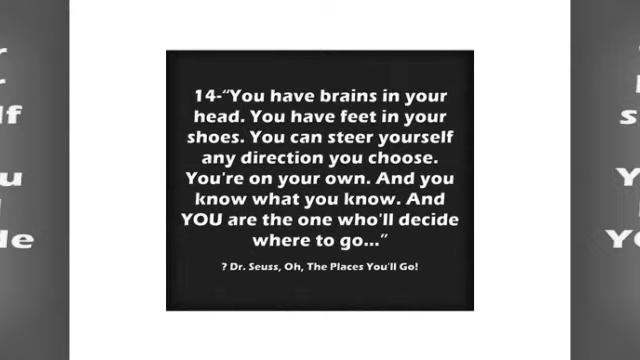 14-“You have brains in your
head. You have feet in your
shoes. You can steer yourself
any direction you choose.
You're on your own. And you
know what you know. And
YOU are the one who'll decide
where to go...”
? Dr. Seuss, Oh, The Places You'll Go!